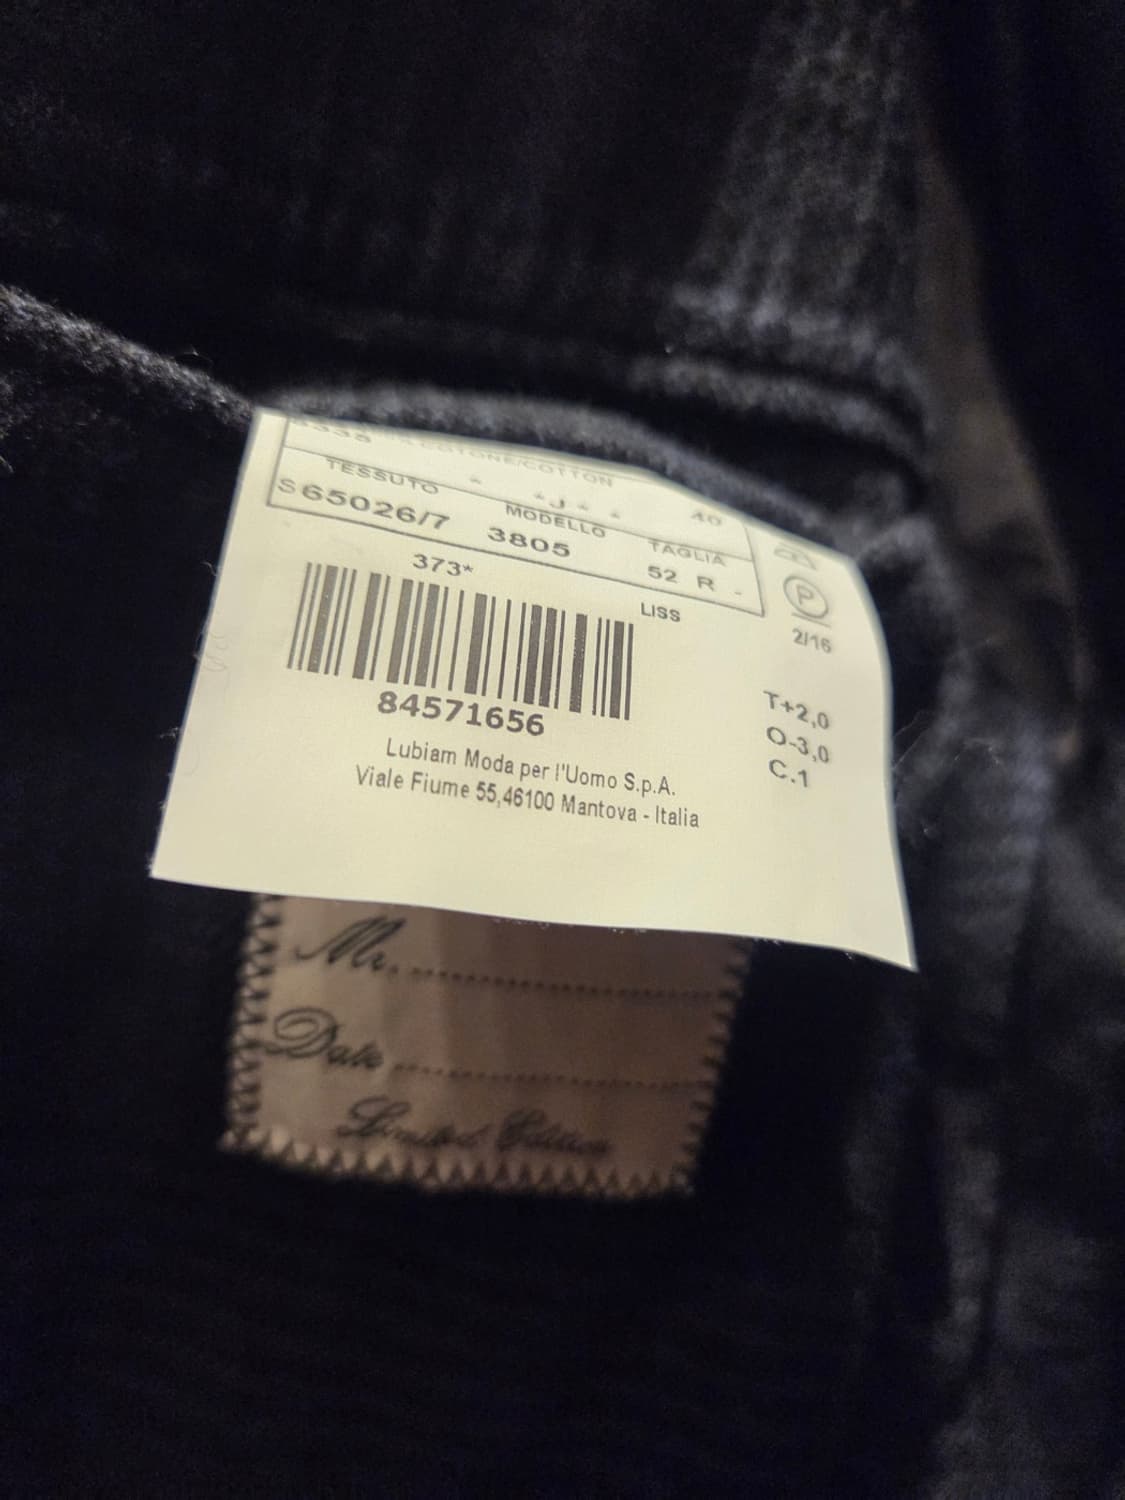 COTONE/COTTON 40
TESSUTO MODELLO TAGLIA
S65026/7 3805 52 R -
373*
LISS
P
2/16
84571656
Lubiam Moda per l'Uomo S.p.A.
Viale Fiume 55,46100 Mantova - Italia
T+2,0
O-3,0
C.1
Mr.
Date
Limited Edition